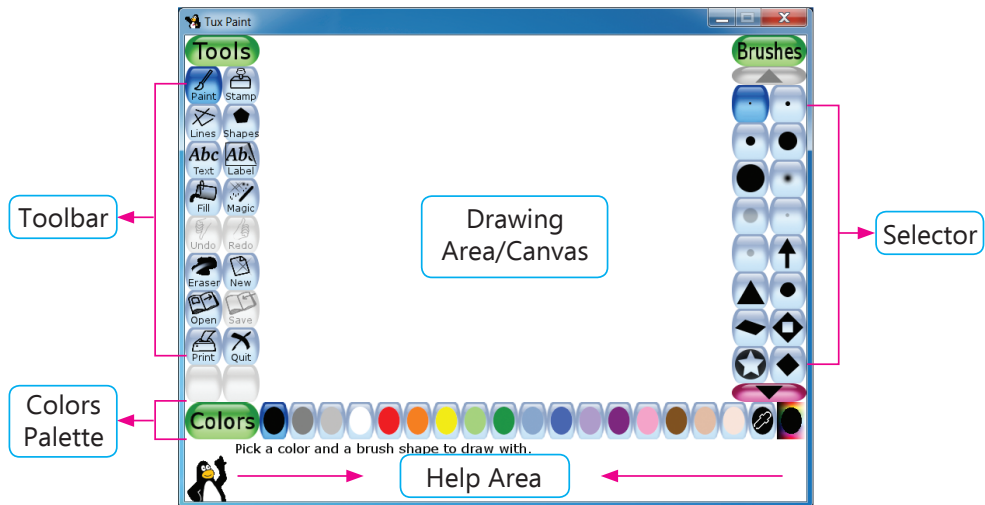 Tux Paint
Tools
Brushes
Paint Stamp
Lines Shapes
Abc Abc
Text Label
Fill Magic
Undo Redo
Eraser New
Open Save
Print Quit
Toolbar
Drawing
Area/Canvas
Selector
Colors
Palette
Colors
Pick a color and a brush shape to draw with.
Help Area